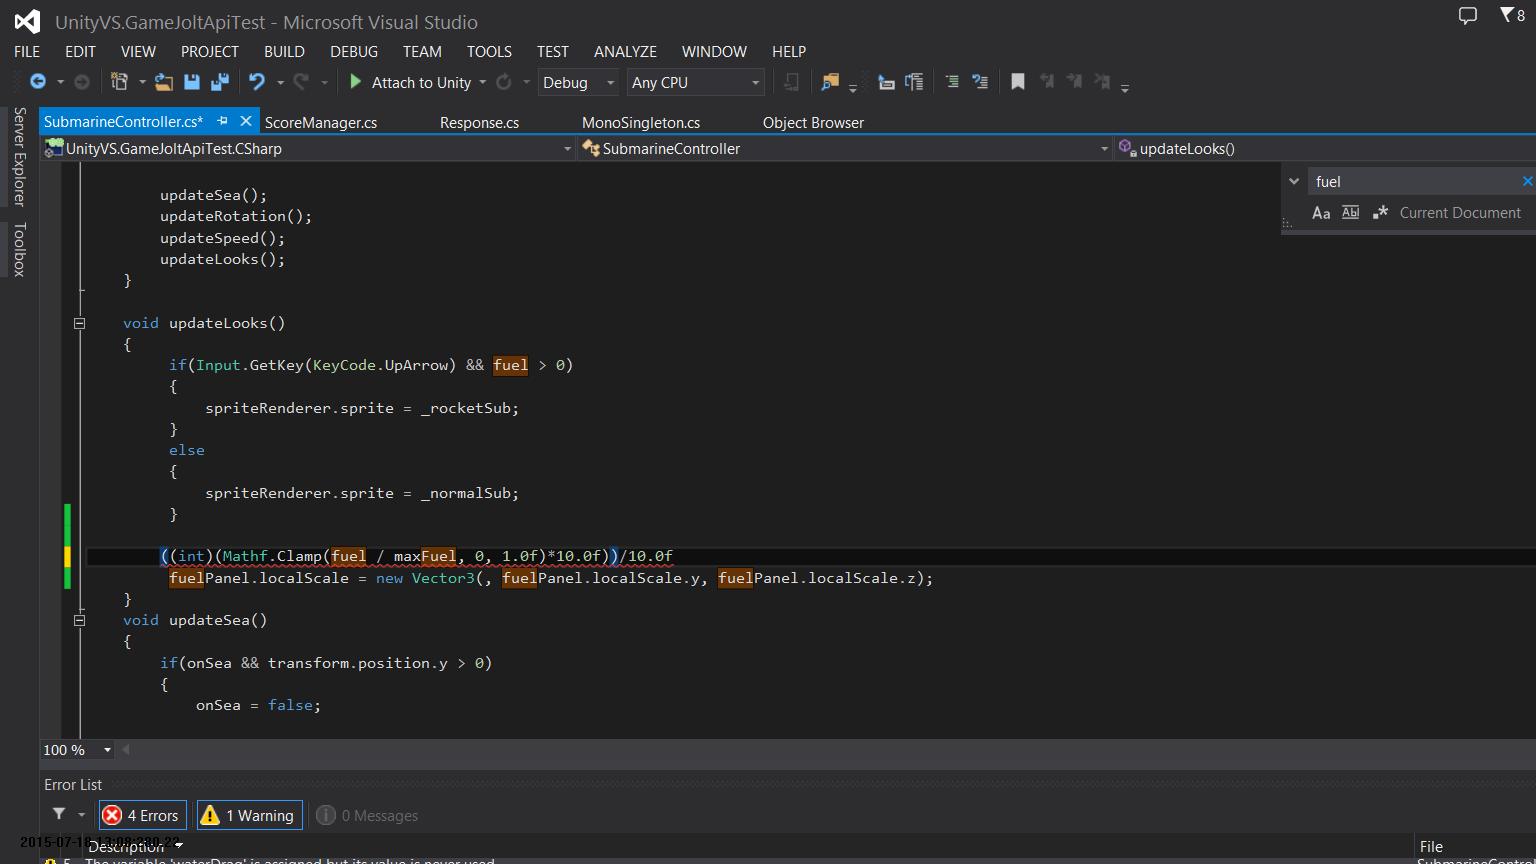 UnityVS.GameJoltApiTest - Microsoft Visual Studio
8
FILE EDIT VIEW PROJECT BUILD DEBUG TEAM TOOLS TEST ANALYZE WINDOW HELP
Attach to Unity Debug Any CPU
SubmarineController.cs* ScoreManager.cs Response.cs MonoSingleton.cs Object Browser
UnityVS.GameJoltApiTest.CSharp SubmarineController updateLooks()
Server Explorer
Toolbox
fuel
Aa Abl .* Current Document
updateSea();
updateRotation();
updateSpeed();
updateLooks();
}
void updateLooks()
{
if(Input.GetKey(KeyCode.UpArrow) && fuel > 0)
{
spriteRenderer.sprite = _rocketSub;
}
else
{
spriteRenderer.sprite = _normalSub;
}
((int)(Mathf.Clamp(fuel / maxFuel, 0, 1.0f)*10.0f))/10.0f
fuelPanel.localScale = new Vector3(, fuelPanel.localScale.y, fuelPanel.localScale.z);
}
void updateSea()
{
if(onSea && transform.position.y > 0)
{
onSea = false;
100 %
Error List
4 Errors 1 Warning 0 Messages
Description File
5 The variable 'waterDrag' is assigned but its value is never used